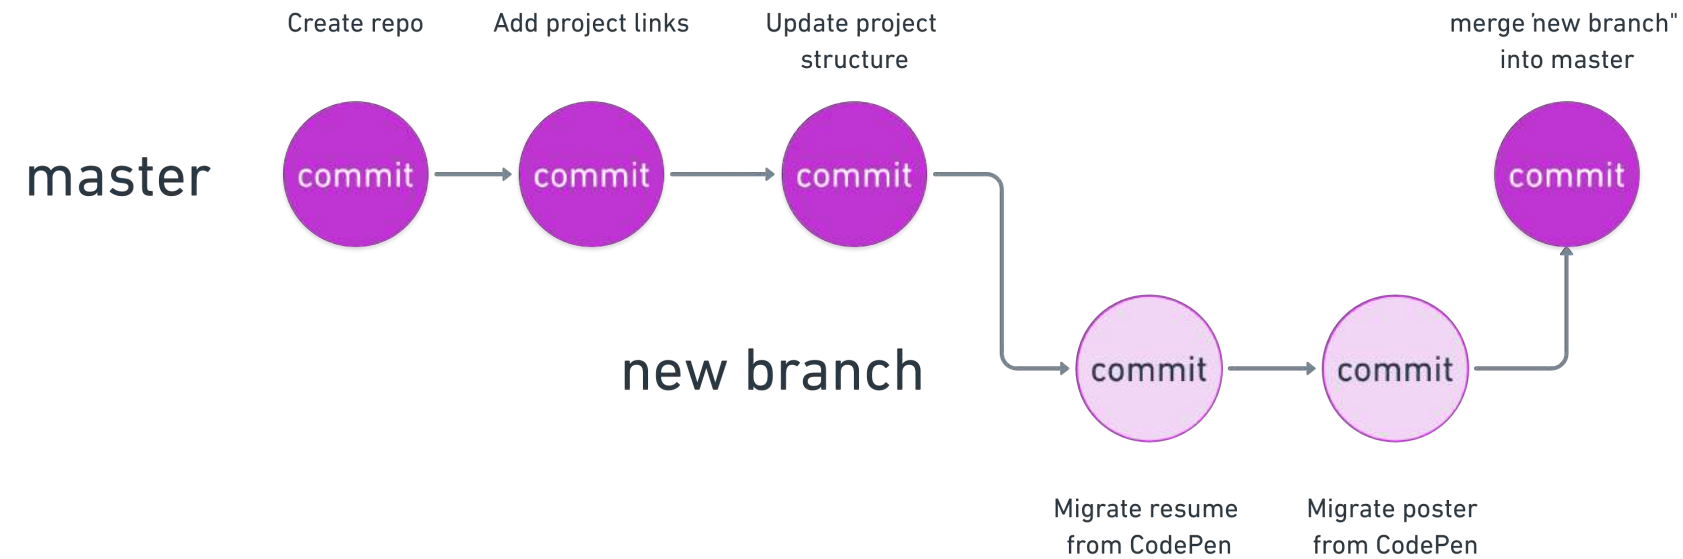 Create repo
Add project links
Update project
structure
merge 'new branch"
into master
master
commit
commit
commit
commit
new branch
commit
commit
Migrate resume
from CodePen
Migrate poster
from CodePen